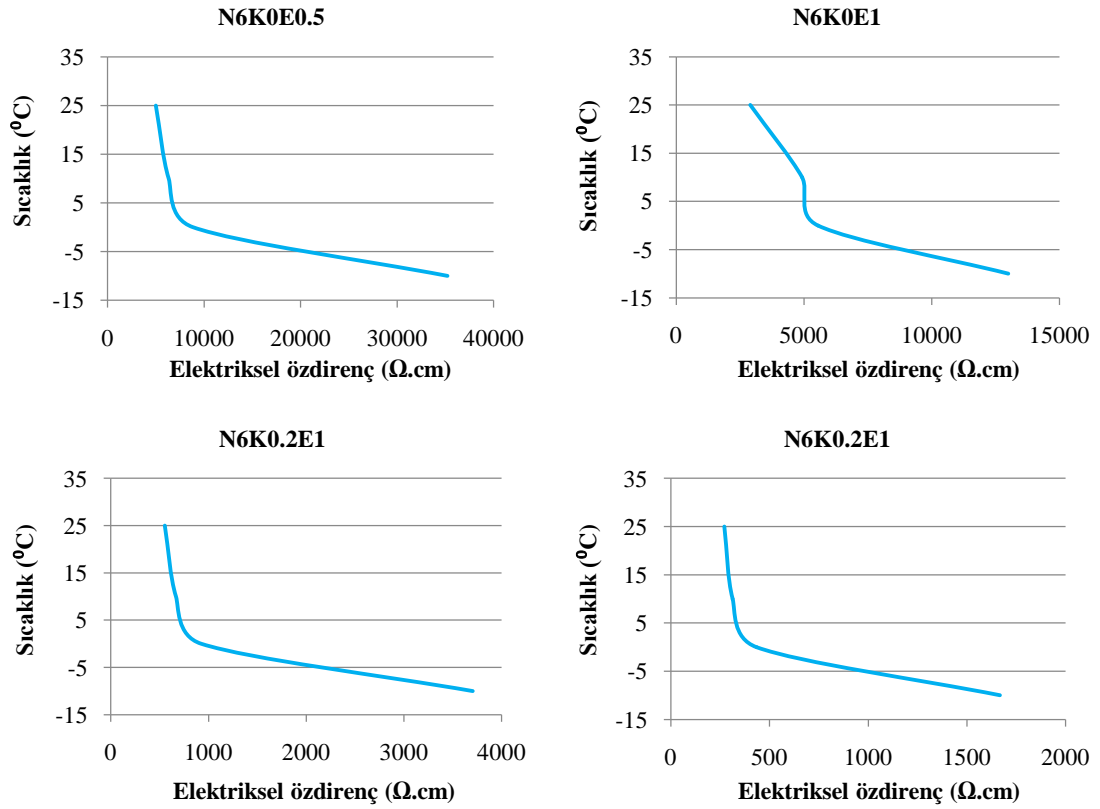 N6K0E0.5
35
25
15
5
-5
-15
Sıcaklık (⁰C)
0 10000 20000 30000 40000
Elektriksel özdirenç (Ω.cm)
N6K0E1
35
25
15
5
-5
-15
Sıcaklık (⁰C)
0 5000 10000 15000
Elektriksel özdirenç (Ω.cm)
N6K0.2E1
35
25
15
5
-5
-15
Sıcaklık (⁰C)
0 1000 2000 3000 4000
Elektriksel özdirenç (Ω.cm)
N6K0.2E1
35
25
15
5
-5
-15
Sıcaklık (⁰C)
0 500 1000 1500 2000
Elektriksel özdirenç (Ω.cm)